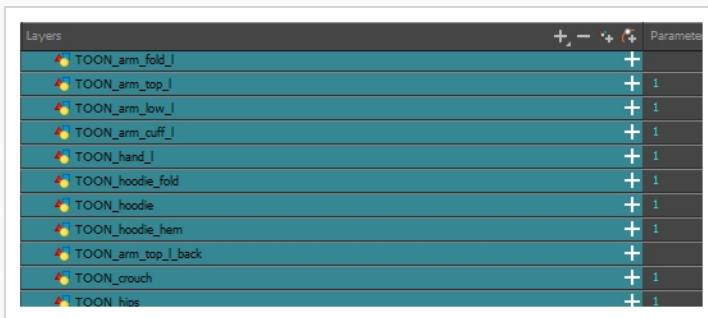 Layers Parameter
TOON_arm_fold_l
TOON_arm_top_l 1
TOON_arm_low_l 1
TOON_arm_cuff_l 1
TOON_hand_l 1
TOON_hoodie_fold 1
TOON_hoodie 1
TOON_hoodie_hem 1
TOON_arm_top_l_back
TOON_crouch 1
TOON_hips 1